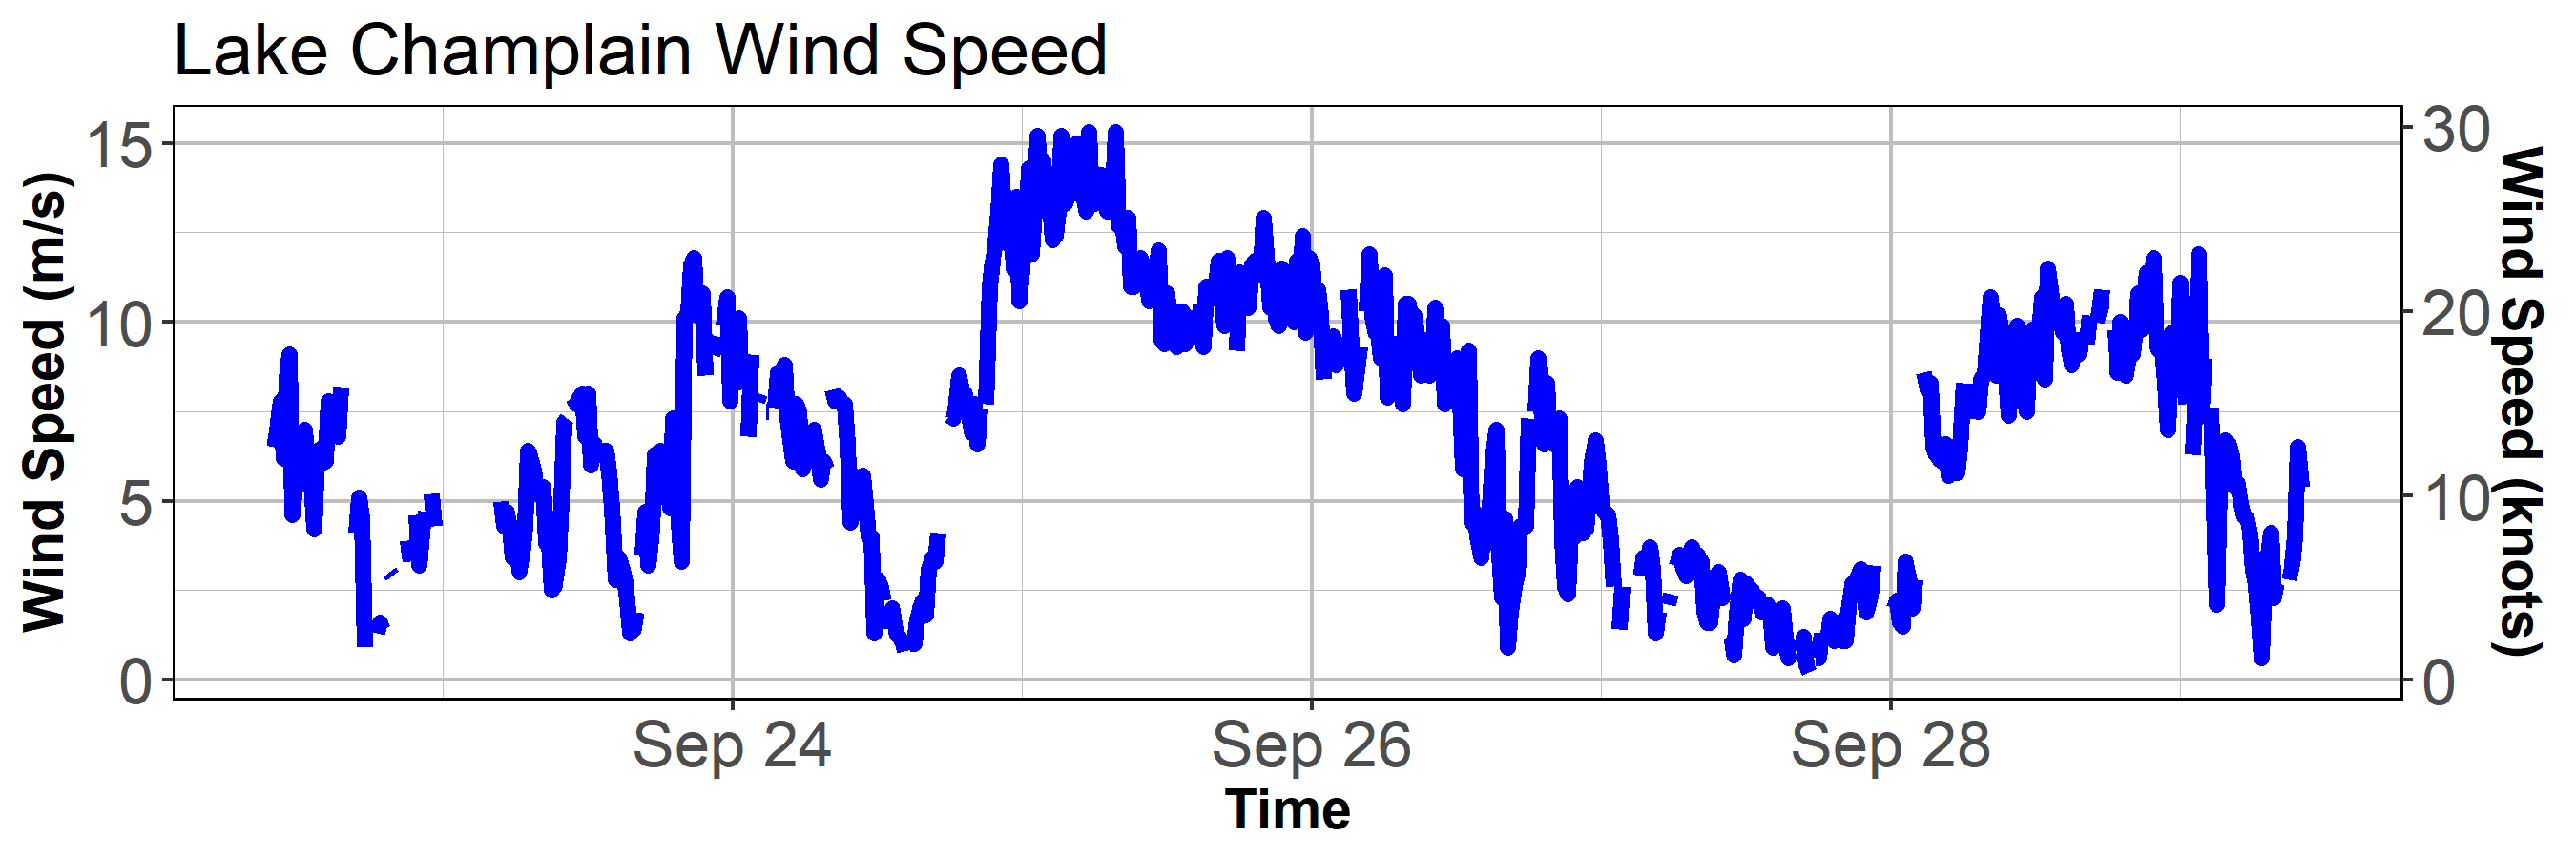 Lake Champlain Wind Speed
Wind Speed (m/s)
15
10
5
0
30
20
10
0
Wind Speed (knots)
Sep 24
Sep 26
Sep 28
Time